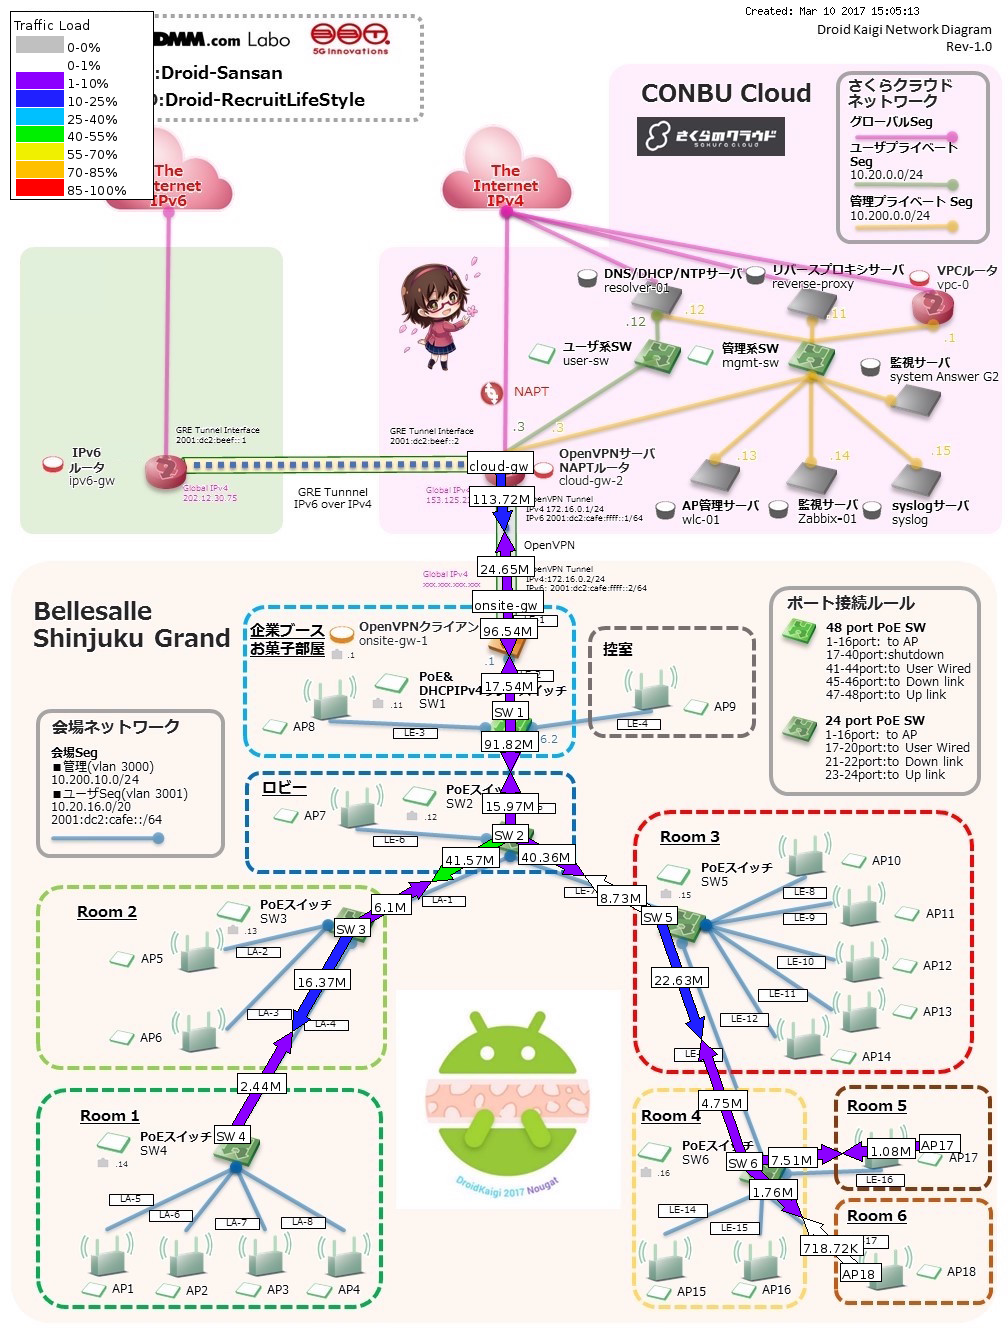 Created: Mar 10 2017 15:05:13
Droid Kaigi Network Diagram
Rev-1.0
Traffic Load
0-0%
0-1%
1-10%
10-25%
25-40%
40-55%
55-70%
70-85%
85-100%
DMM.com Labo
5G innovations
:Droid-Sansan
:Droid-RecruitLifeStyle
The
Internet
IPv6
The
Internet
IPv4
CONBU Cloud
さくらのクラウド
SAKURA CLOUD
さくらクラウド
ネットワーク
グローバルSeg
ユーザプライベート
Seg
10.20.0.0/24
管理プライベート Seg
10.200.0.0/24
DNS/DHCP/NTPサーバ
resolver-01
リバースプロキシサーバ
reverse-proxy
VPCルータ
vpc-0
.12
.12
.11
.1
ユーザ系SW
user-sw
管理系SW
mgmt-sw
監視サーバ
system Answer G2
NAPT
.3
.3
GRE Tunnel Interface
2001:dc2:beef::1
GRE Tunnel Interface
2001:dc2:beef::2
IPv6
ルータ
ipv6-gw
Global IPv4
202.12.30.75
GRE Tunnnel
IPv6 over IPv4
cloud-gw
OpenVPNサーバ
NAPTルータ
cloud-gw-2
Global IPv4
153.125.2
113.72M
OpenVPN Tunnel
IPv4 172.16.0.1/24
IPv6 2001:dc2:cafe:ffff::1/64
.13
.14
.15
AP管理サーバ
wlc-01
監視サーバ
Zabbix-01
syslogサーバ
syslog
OpenVPN
24.65M
Global IPv4
xxx.xxx.xxx.xxx
OpenVPN Tunnel
IPv4:172.16.0.2/24
IPv6: 2001:dc2:cafe:ffff::2/64
onsite-gw
Bellesalle
Shinjuku Grand
企業ブース
お菓子部屋
OpenVPNクライアン
onsite-gw-1
.1
96.54M
.1
PoE&
DHCPIPv4
スイッチ
SW1
.11
17.54M
AP8
LE-3
SW1
6.2
91.82M
控室
LE-4
AP9
ポート接続ルール
48 port PoE SW
1-16port: to AP
17-40port:shutdown
41-44port:to User Wired
45-46port:to Down link
47-48port:to Up link
24 port PoE SW
1-16port: to AP
17-20port:to User Wired
21-22port:to Down link
23-24port:to Up link
会場ネットワーク
会場Seg
■管理(vlan 3000)
10.200.10.0/24
■ユーザSeg(vlan 3001)
10.20.16.0/20
2001:dc2:cafe::/64
ロビー
AP7
PoEスイッ
SW2
.12
15.97M
LE-6
SW2
41.57M
40.36M
LA-1
6.1M
8.73M
Room 2
PoEスイッチ
SW3
.13
SW3
AP5
LA-2
16.37M
AP6
LA-3
LA-4
2.44M
Room 3
PoEスイッチ
SW5
.15
SW5
AP10
LE-8
AP11
LE-9
22.63M
LE-10
AP12
LE-11
AP13
LE-12
AP14
4.75M
Room 1
PoEスイッチ
SW4
.14
SW4
LA-5
LA-6
LA-7
LA-8
AP1
AP2
AP3
AP4
DroidKaigi 2017 Nougat
Room 4
PoEスイッチ
SW6
.16
SW6
7.51M
1.76M
LE-14
LE-15
AP15
AP16
Room 5
1.08M
AP17
AP17
LE-16
Room 6
718.72K
17
AP18
AP18